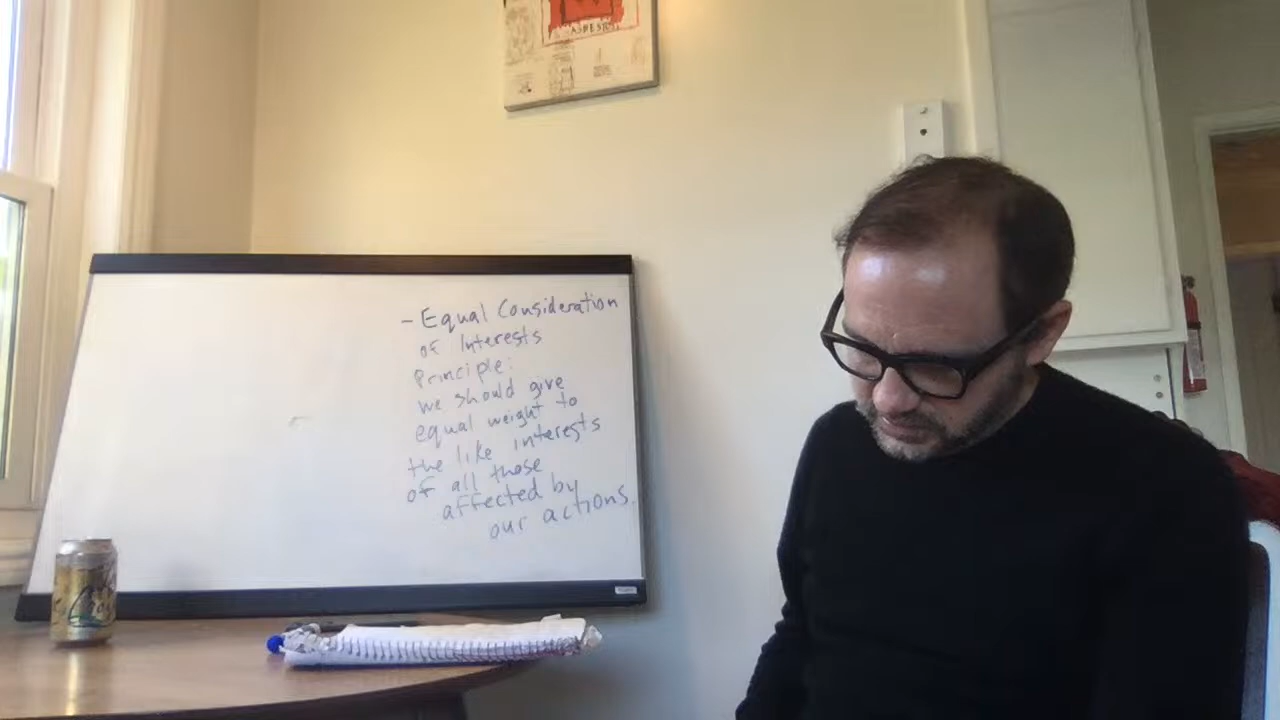 ASBESTOS
- Equal Consideration
of Interests
Principle:
we should give
equal weight to
the like interests
of all those
affected by
our actions.